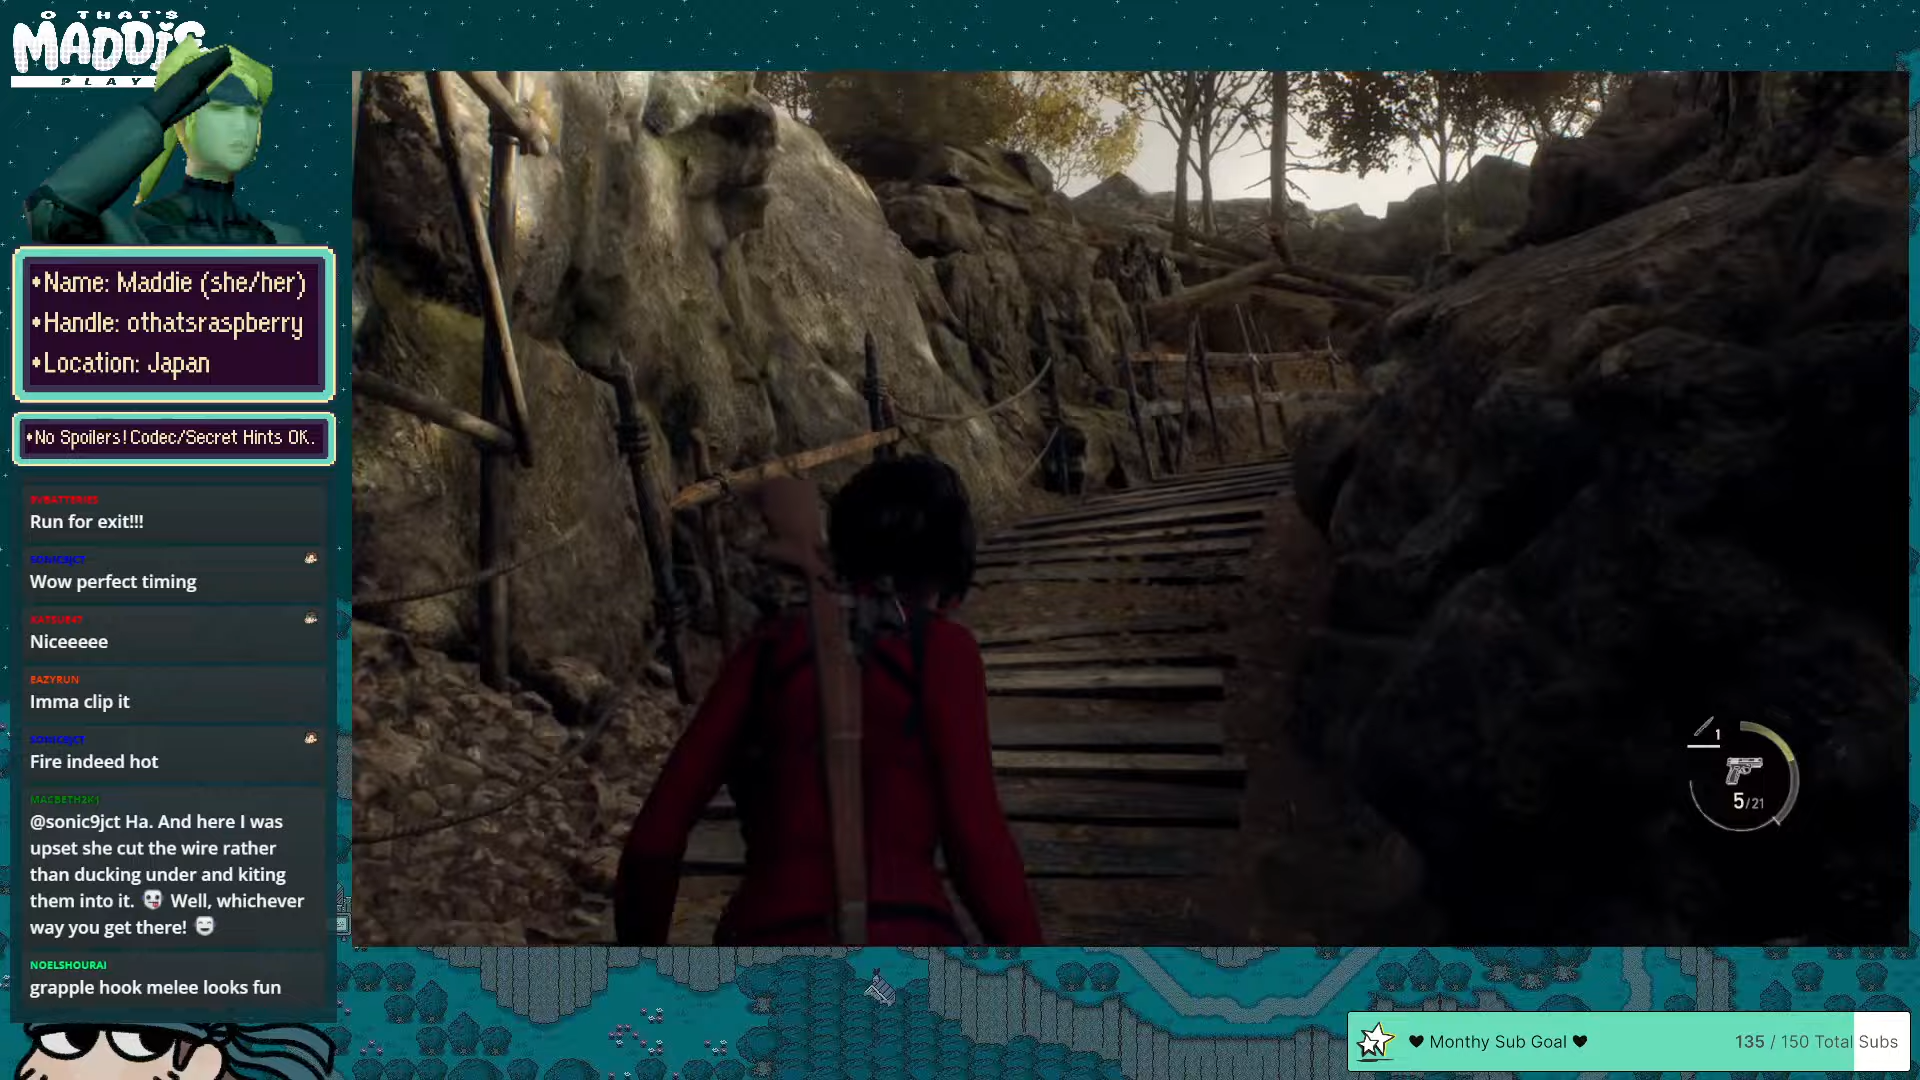 O THAT'S
MADDIE
PLAYS
•Name: Maddie (she/her)
•Handle: othatsraspberry
•Location: Japan
•No Spoilers! Codec/Secret Hints OK.
Run for exit!!!
SONIC9JCT
Wow perfect timing
Niceeeee
EAZYRUN
Imma clip it
SONIC9JCT
Fire indeed hot
MACBETH2K1
@sonic9jct Ha. And here I was
upset she cut the wire rather
than ducking under and kiting
them into it. 😜 Well, whichever
way you get there! 😄
NOELSHOURAI
grapple hook melee looks fun
1
5/21
♥ Monthy Sub Goal ♥
135 / 150 Total Subs